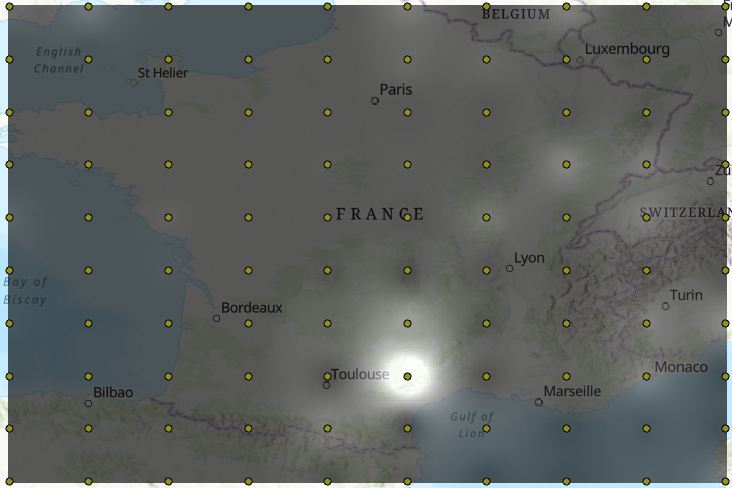 BELGIUM
English
Channel
Luxembourg
St Helier
Paris
FRANCE
SWITZERLAN
Lyon
Bay of
Biscay
Turin
Bordeaux
Monaco
Toulouse
Bilbao
Marseille
Gulf of
Lion